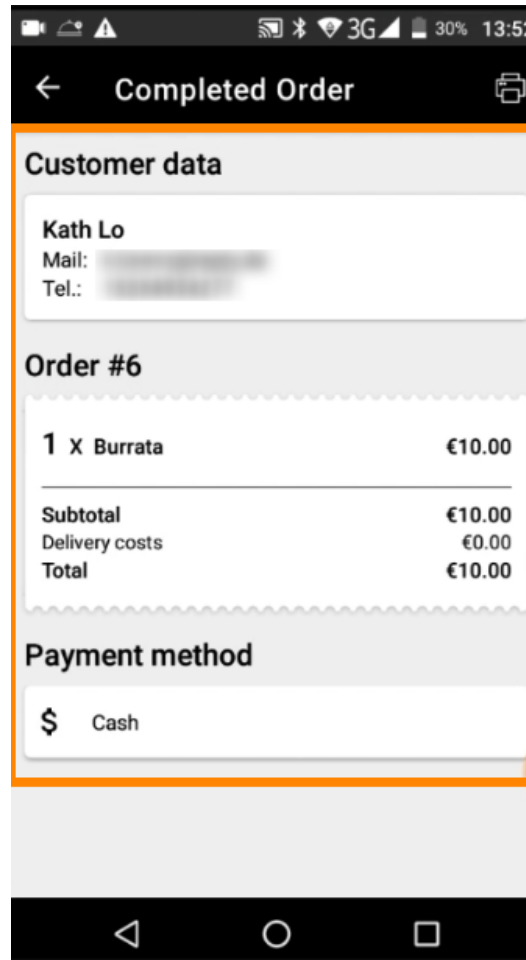 3G 30% 13:52
Completed Order
Customer data
Kath Lo
Mail:
Tel.:
Order #6
1 X Burrata €10.00
Subtotal €10.00
Delivery costs €0.00
Total €10.00
Payment method
$ Cash